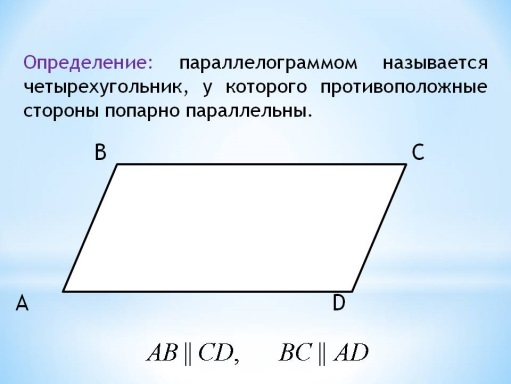 Определение: параллелограммом называется
четырехугольник, у которого противоположные
стороны попарно параллельны.
B C
A D
AB || CD, BC || AD